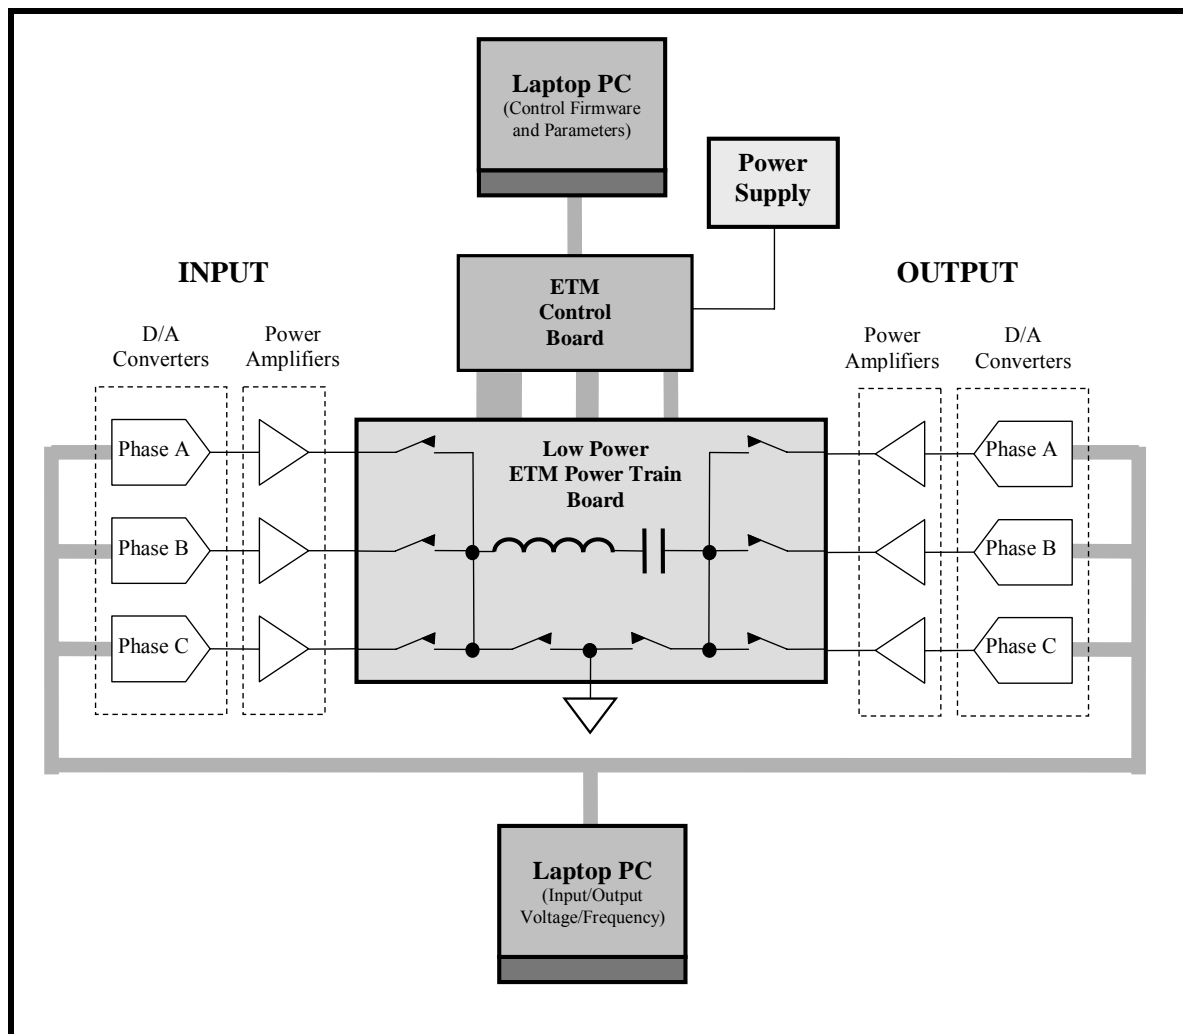 Laptop PC
(Control Firmware
and Parameters)
Power
Supply
INPUT
OUTPUT
ETM
Control
Board
D/A
Converters
Power
Amplifiers
Power
Amplifiers
D/A
Converters
Phase A
Phase B
Phase C
Low Power
ETM Power Train
Board
Phase A
Phase B
Phase C
Laptop PC
(Input/Output
Voltage/Frequency)